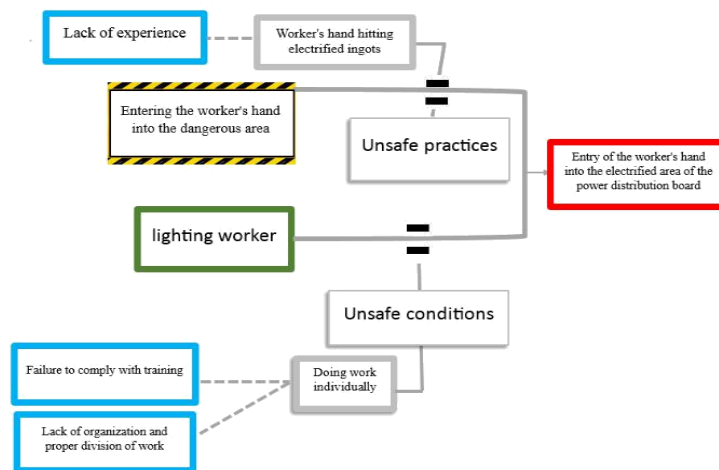 Lack of experience
Worker's hand hitting
electrified ingots
Entering the worker's hand
into the dangerous area
Unsafe practices
Entry of the worker's hand
into the electrified area of the
power distribution board
lighting worker
Unsafe conditions
Failure to comply with training
Doing work
individually
Lack of organization and
proper division of work